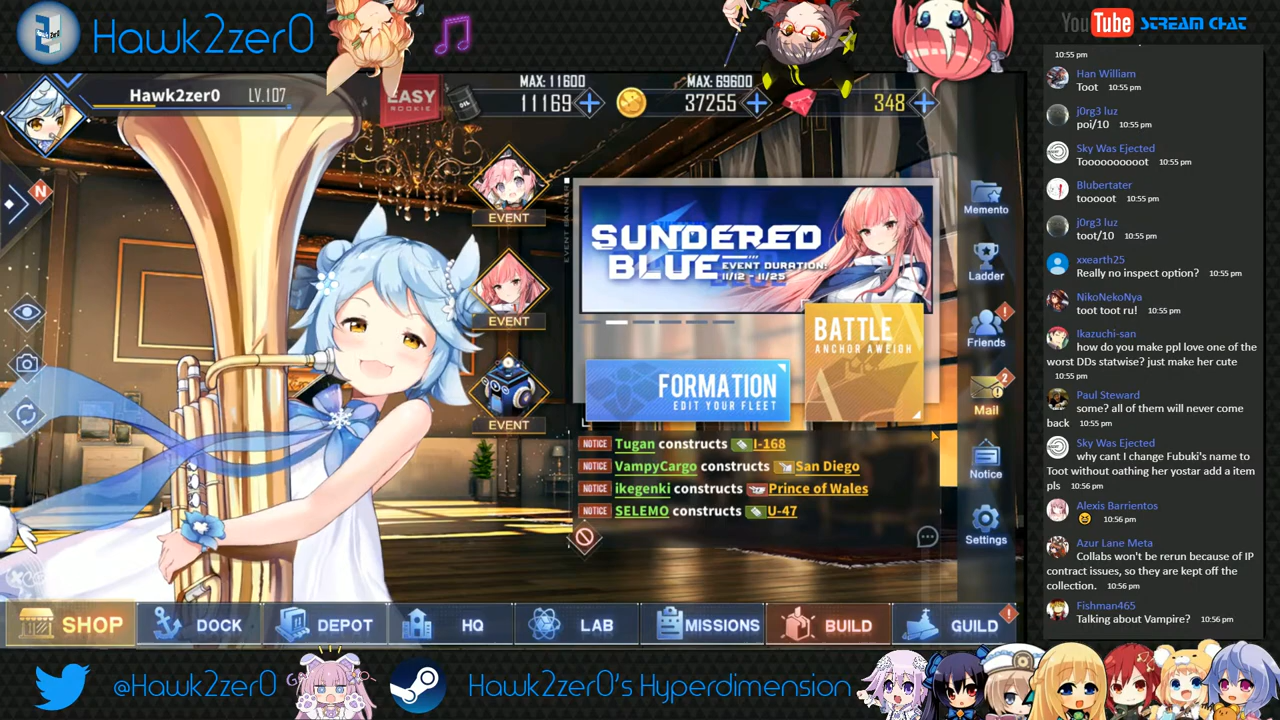 Hawk2zer0
YouTube STREAM CHAT
Hawk2zer0 LV.107
EASY
ROOKIE
OIL
MAX: 11600
11169
MAX: 69600
37255
348
N
EVENT
EVENT
EVENT
EVENT BANNER
SUNDERED
BLUE
EVENT DURATION:
11/12 - 11/25
BATTLE
ANCHOR AWEIGH
FORMATION
EDIT YOUR FLEET
NOTICE Tugan constructs I-168
NOTICE VampyCargo constructs San Diego
NOTICE ikegenki constructs Prince of Wales
NOTICE SELEMO constructs U-47
Memento
Ladder
!
Friends
2
Mail
Notice
Settings
SHOP
DOCK
DEPOT
HQ
LAB
MISSIONS
BUILD
GUILD
!
10:55 pm
Han William
Toot 10:55 pm
j0rg3 luz
poi/10 10:55 pm
Sky Was Ejected
Toooooooooot 10:55 pm
Blubertater
tooooot 10:55 pm
j0rg3 luz
toot/10 10:55 pm
xxearth25
Really no inspect option? 10:55 pm
NikoNekoNya
toot toot ru! 10:55 pm
Ikazuchi-san
how do you make ppl love one of the
worst DDs statwise? just make her cute
10:55 pm
Paul Steward
some? all of them will never come
back 10:55 pm
Sky Was Ejected
why cant I change Fubuki's name to
Toot without oathing her yostar add a item
pls 10:56 pm
Alexis Barrientos
10:56 pm
Azur Lane Meta
Collabs won't be rerun because of IP
contract issues, so they are kept off the
collection. 10:56 pm
Fishman465
Talking about Vampire? 10:56 pm
@Hawk2zer0
Hawk2zer0's Hyperdimension